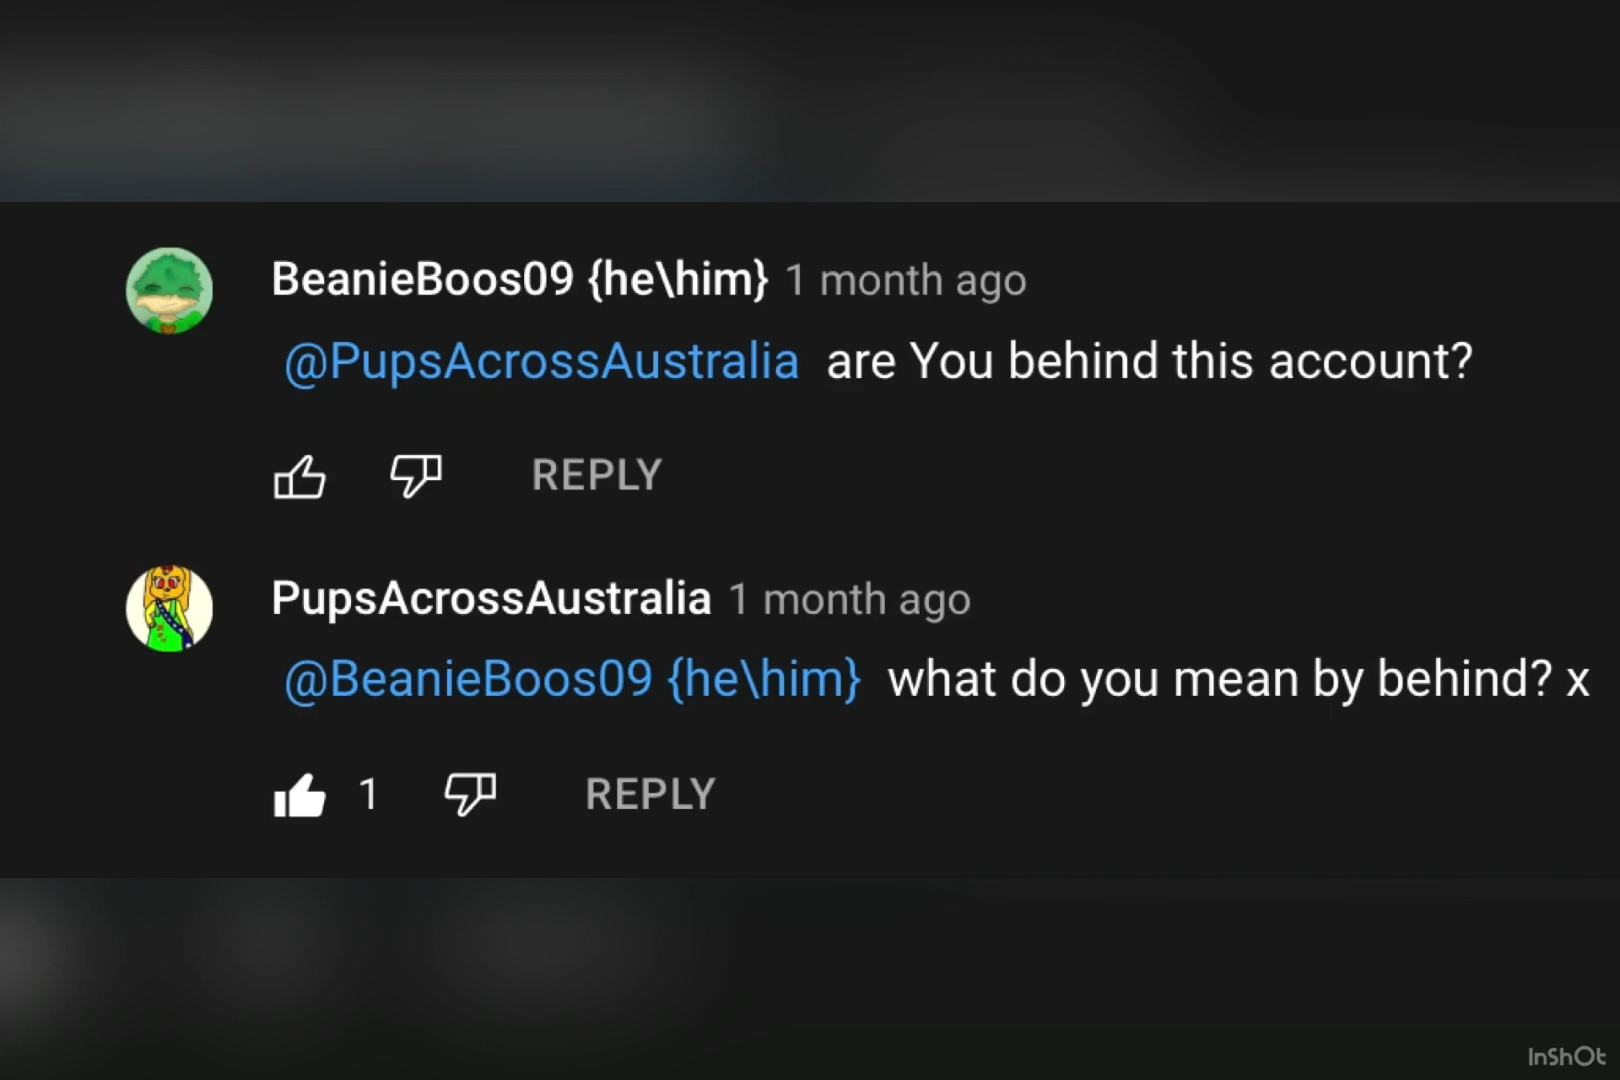 BeanieBoos09 {he\him} 1 month ago
@PupsAcrossAustralia are You behind this account?
REPLY
PupsAcrossAustralia 1 month ago
@BeanieBoos09 {he\him} what do you mean by behind? x
1 REPLY
InShOt